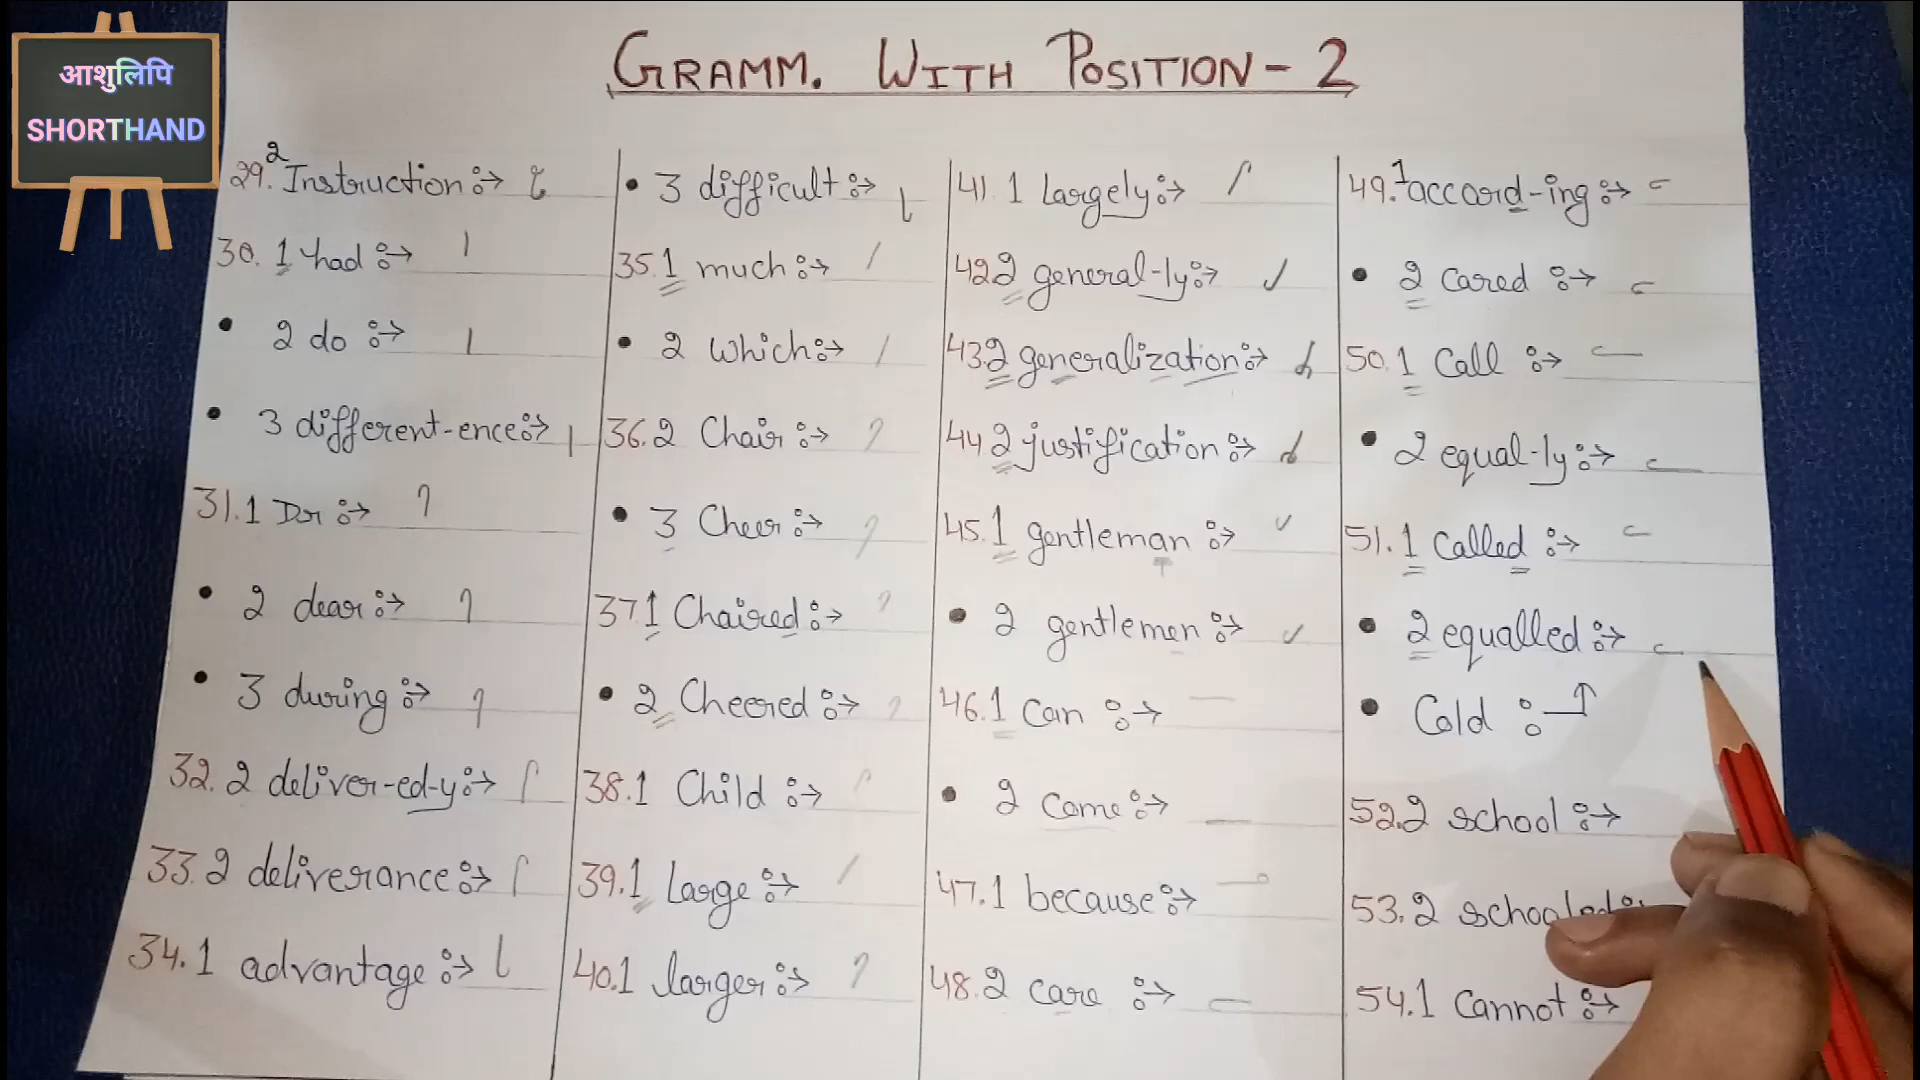 आशुलिपि
SHORTHAND
GRAMM. WITH POSITION - 2
29. 2 Instruction
30. 1 had
• 2 do
• 3 different-ence
31. 1 Dr
• 2 dear
• 3 during
32. 2 deliver-ed-y
33. 2 deliverance
34. 1 advantage
• 3 difficult
35. 1 much
• 2 which
36. 2 Chair
• 3 Cheer
37. 1 Chaired
• 2 Cheered
38. 1 Child
39. 1 Large
40. 1 larger
41. 1 Largely
42. 2 general-ly
43. 2 generalization
44. 2 justification
45. 1 gentleman
• 2 gentlemen
46. 1 Can
• 2 Come
47. 1 because
48. 2 care
49. 1 accord-ing
• 2 Cared
50. 1 Call
• 2 equal-ly
51. 1 Called
• 2 equalled
• Cold
52. 2 school
53. 2 schooled
54. 1 Cannot